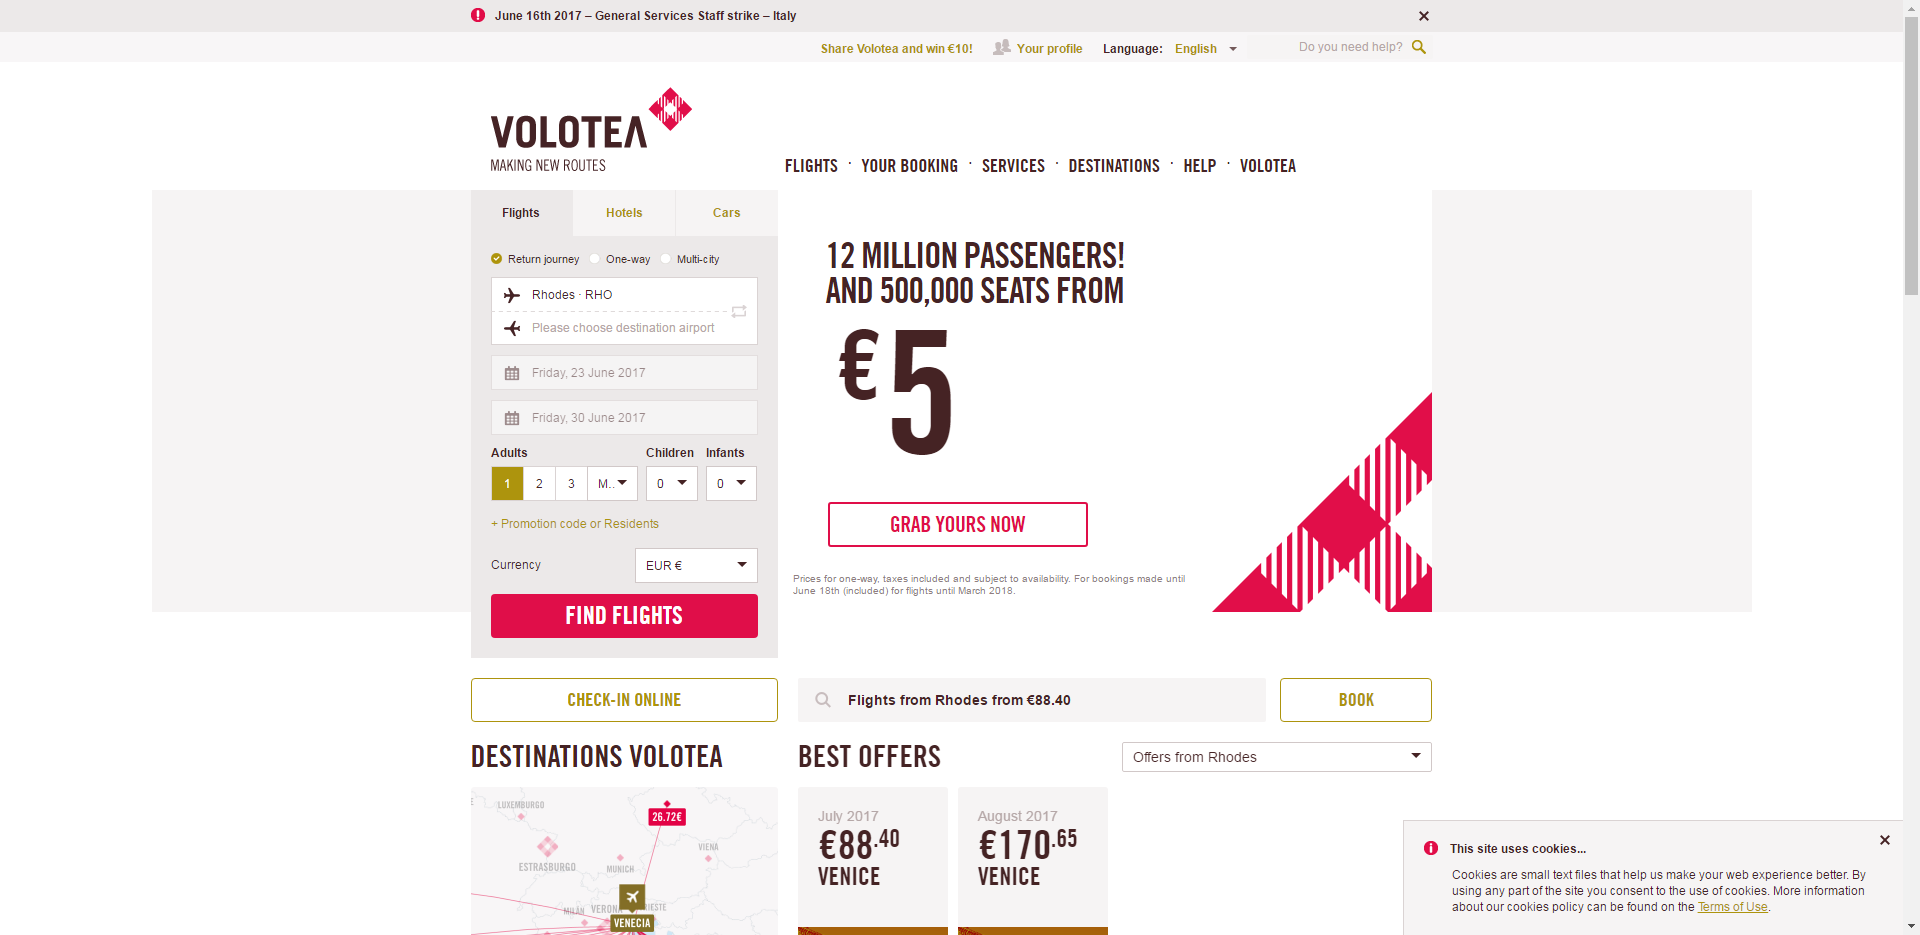 June 16th 2017 – General Services Staff strike – Italy
Share Volotea and win €10!
Your profile
Language: English
Do you need help?
VOLOTEA
MAKING NEW ROUTES
FLIGHTS · YOUR BOOKING · SERVICES · DESTINATIONS · HELP · VOLOTEA
Flights
Hotels
Cars
Return journey
One-way
Multi-city
Rhodes · RHO
Please choose destination airport
Friday, 23 June 2017
Friday, 30 June 2017
Adults
Children
Infants
1
2
3
M..
0
0
+ Promotion code or Residents
Currency
EUR €
FIND FLIGHTS
12 MILLION PASSENGERS!
AND 500,000 SEATS FROM
€5
GRAB YOURS NOW
Prices for one-way, taxes included and subject to availability. For bookings made until
June 18th (included) for flights until March 2018.
CHECK-IN ONLINE
Flights from Rhodes from €88.40
BOOK
DESTINATIONS VOLOTEA
LUXEMBURGO
26.72€
ESTRASBURGO
MUNICH
VIENA
MILÁN
VERONA
RIESTE
VENECIA
BEST OFFERS
Offers from Rhodes
July 2017
€88.40
VENICE
August 2017
€170.65
VENICE
This site uses cookies...
Cookies are small text files that help us make your web experience better. By
using any part of the site you consent to the use of cookies. More information
about our cookies policy can be found on the Terms of Use.